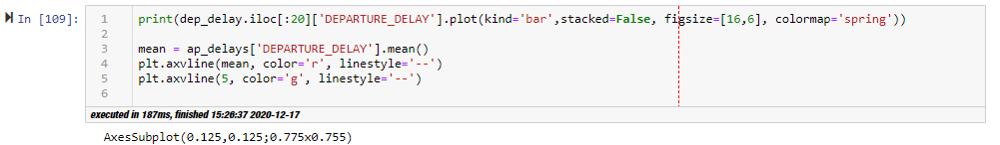 In [109]:
1 print(dep_delay.iloc[:20]['DEPARTURE_DELAY'].plot(kind='bar',stacked=False, figsize=[16,6], colormap='spring'))
2
3 mean = ap_delays['DEPARTURE_DELAY'].mean()
4 plt.axvline(mean, color='r', linestyle='--')
5 plt.axvline(5, color='g', linestyle='--')
6
executed in 187ms, finished 15:26:37 2020-12-17
AxesSubplot(0.125,0.125;0.775x0.755)